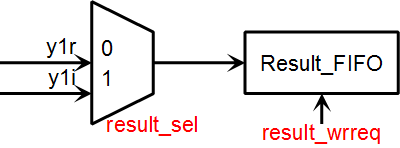 y1r
0
y1i
1
result_sel
Result_FIFO
result_wrreq